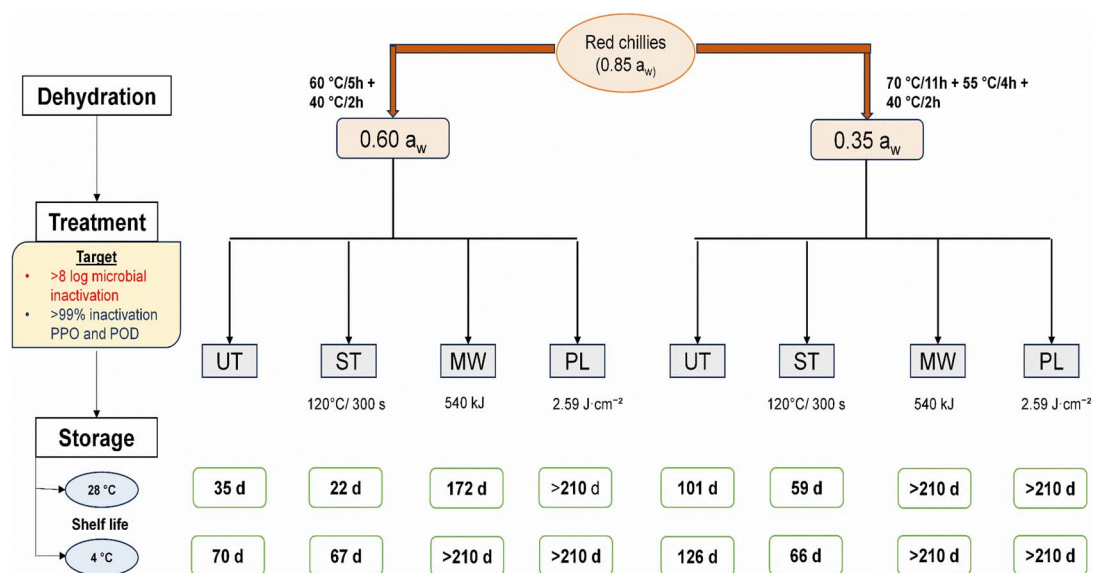 Red chillies
(0.85 aw)
60 °C/5h +
40 °C/2h
70 °C/11h + 55 °C/4h +
40 °C/2h
Dehydration
0.60 aw
0.35 aw
Treatment
Target
• >8 log microbial
inactivation
• >99% inactivation
PPO and POD
UT
ST
MW
PL
UT
ST
MW
PL
120°C/ 300 s
540 kJ
2.59 J·cm⁻²
120°C/ 300 s
540 kJ
2.59 J·cm⁻²
Storage
28 °C
35 d
22 d
172 d
>210 d
101 d
59 d
>210 d
>210 d
Shelf life
4 °C
70 d
67 d
>210 d
>210 d
126 d
66 d
>210 d
>210 d